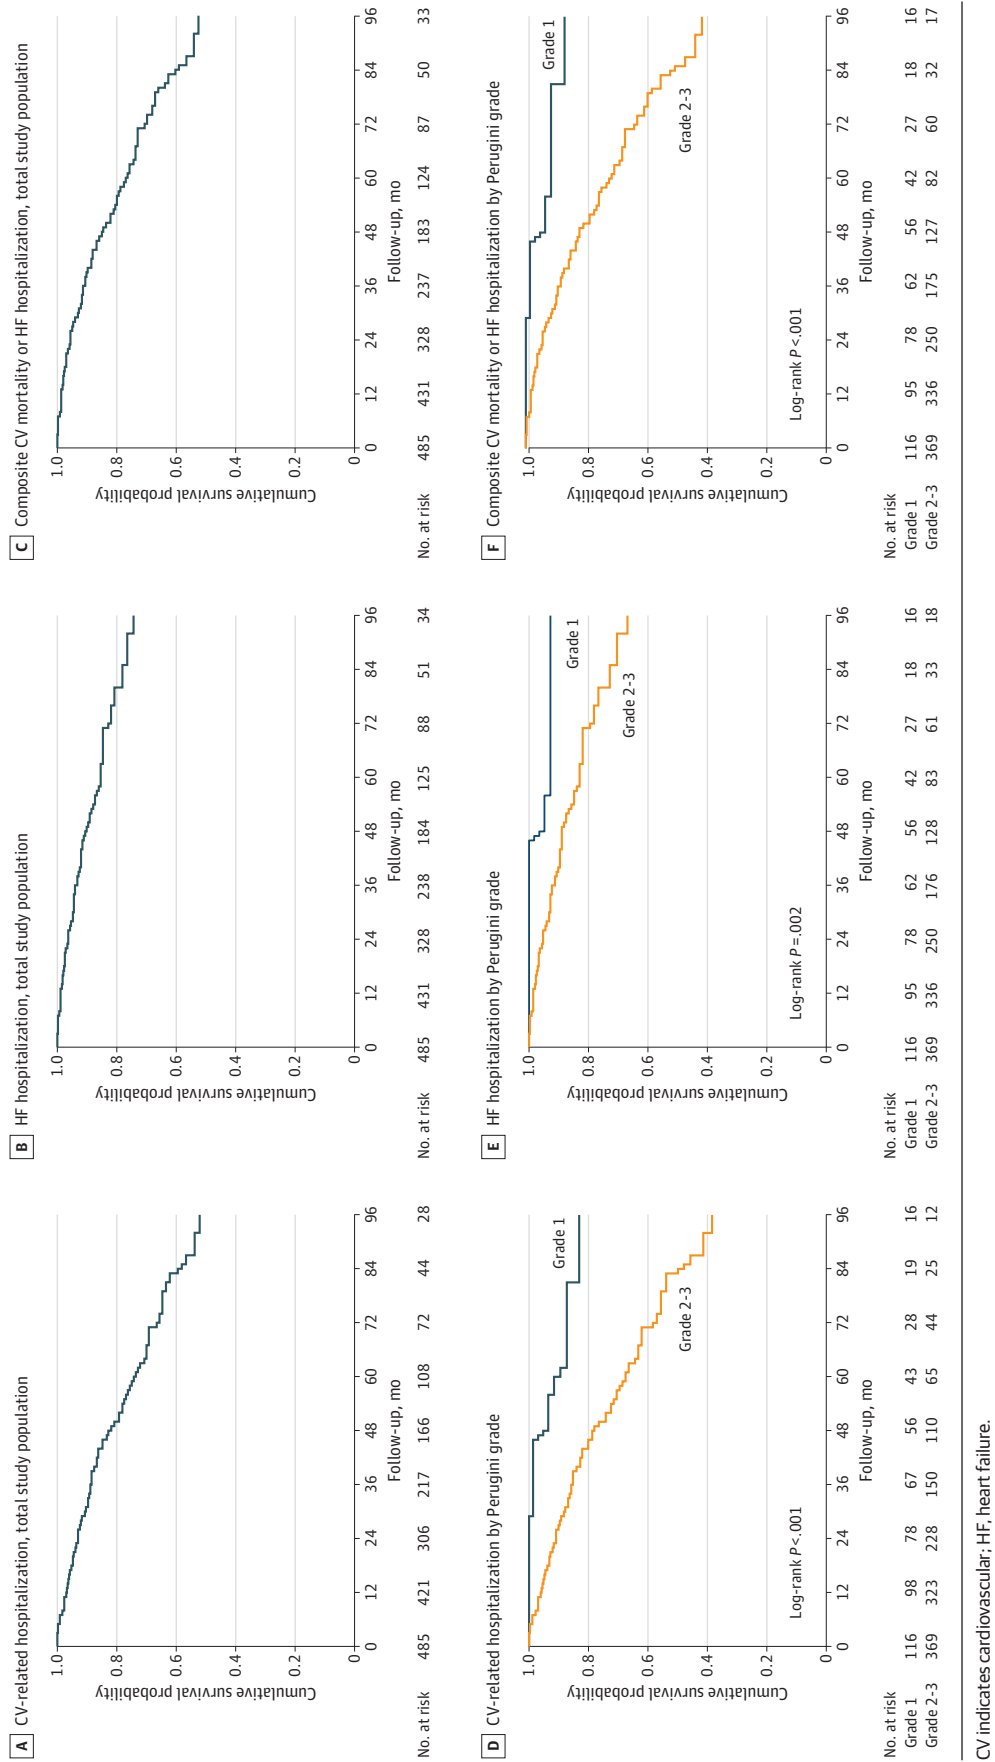 A CV-related hospitalization, total study population
1.0
0.8
0.6
0.4
0.2
0
Cumulative survival probability
0 12 24 36 48 60 72 84 96
Follow-up, mo
No. at risk 485 421 306 217 166 108 72 44 28
B HF hospitalization, total study population
1.0
0.8
0.6
0.4
0.2
0
Cumulative survival probability
0 12 24 36 48 60 72 84 96
Follow-up, mo
No. at risk 485 431 328 238 184 125 88 51 34
C Composite CV mortality or HF hospitalization, total study population
1.0
0.8
0.6
0.4
0.2
0
Cumulative survival probability
0 12 24 36 48 60 72 84 96
Follow-up, mo
No. at risk 485 431 328 237 183 124 87 50 33
D CV-related hospitalization by Perugini grade
1.0
0.8
0.6
0.4
0.2
0
Cumulative survival probability
Grade 1
Grade 2-3
Log-rank P <.001
0 12 24 36 48 60 72 84 96
Follow-up, mo
No. at risk
Grade 1 116 98 78 67 56 43 28 19 16
Grade 2-3 369 323 228 150 110 65 44 25 12
E HF hospitalization by Perugini grade
1.0
0.8
0.6
0.4
0.2
0
Cumulative survival probability
Grade 1
Grade 2-3
Log-rank P =.002
0 12 24 36 48 60 72 84 96
Follow-up, mo
No. at risk
Grade 1 116 95 78 62 56 42 27 18 16
Grade 2-3 369 336 250 176 128 83 61 33 18
F Composite CV mortality or HF hospitalization by Perugini grade
1.0
0.8
0.6
0.4
0.2
0
Cumulative survival probability
Grade 1
Grade 2-3
Log-rank P <.001
0 12 24 36 48 60 72 84 96
Follow-up, mo
No. at risk
Grade 1 116 95 78 62 56 42 27 18 16
Grade 2-3 369 336 250 175 127 82 60 32 17
CV indicates cardiovascular; HF, heart failure.